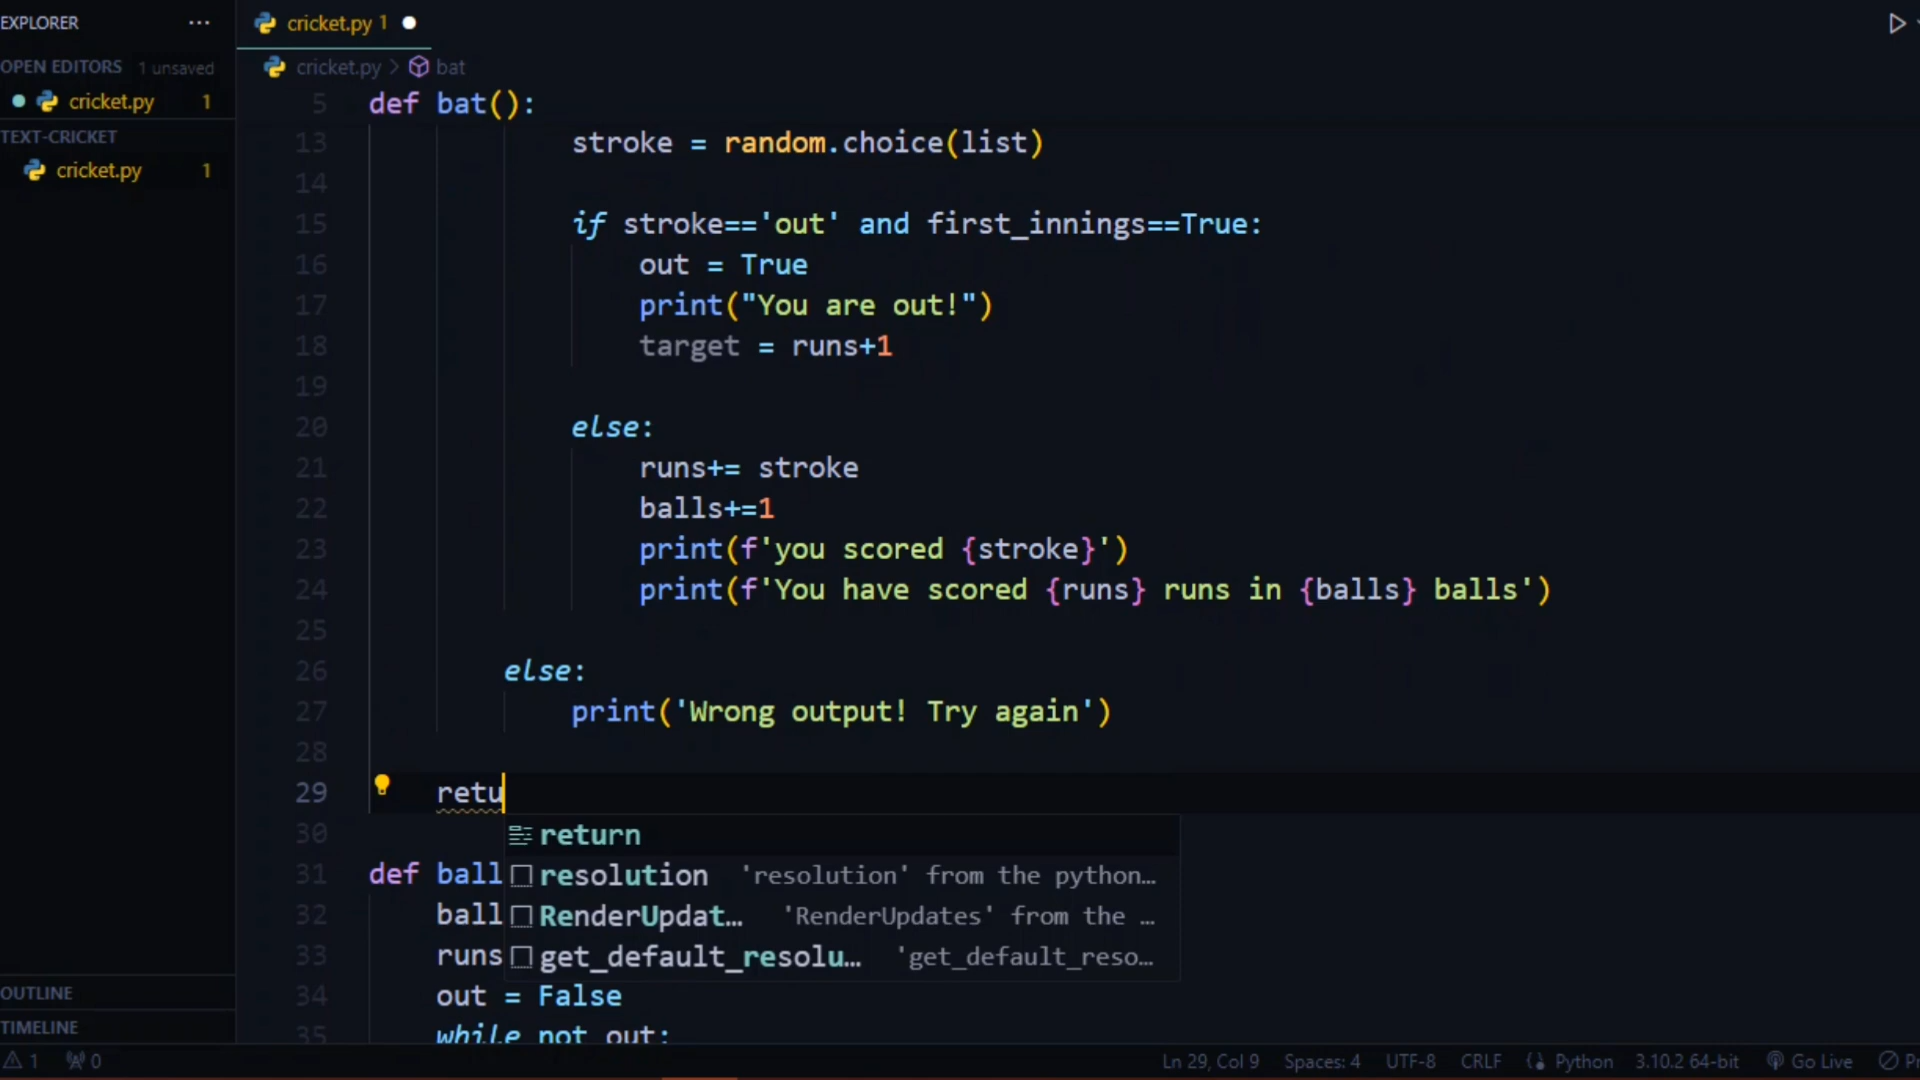 EXPLORER ...
cricket.py 1
OPEN EDITORS 1 unsaved
cricket.py 1
TEXT-CRICKET
cricket.py 1
OUTLINE
TIMELINE
cricket.py > bat
5 def bat():
13 stroke = random.choice(list)
14
15 if stroke=='out' and first_innings==True:
16 out = True
17 print("You are out!")
18 target = runs+1
19
20 else:
21 runs+= stroke
22 balls+=1
23 print(f'you scored {stroke}')
24 print(f'You have scored {runs} runs in {balls} balls')
25
26 else:
27 print('Wrong output! Try again')
28
29 retu
30
return
31 def ball
resolution 'resolution' from the python…
32 ball
RenderUpdat… 'RenderUpdates' from the …
33 runs
get_default_resolu… 'get_default_reso…
34 out = False
35 while not out:
1 0 Ln 29, Col 9 Spaces: 4 UTF-8 CRLF Python 3.10.2 64-bit Go Live